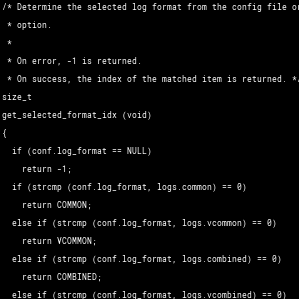 /* Determine the selected log format from the config file or
 * option.
 *
 * On error, -1 is returned.
 * On success, the index of the matched item is returned. */
size_t
get_selected_format_idx (void)
{
  if (conf.log_format == NULL)
    return -1;
  if (strcmp (conf.log_format, logs.common) == 0)
    return COMMON;
  else if (strcmp (conf.log_format, logs.vcommon) == 0)
    return VCOMMON;
  else if (strcmp (conf.log_format, logs.combined) == 0)
    return COMBINED;
  else if (strcmp (conf.log_format, logs.vcombined) == 0)